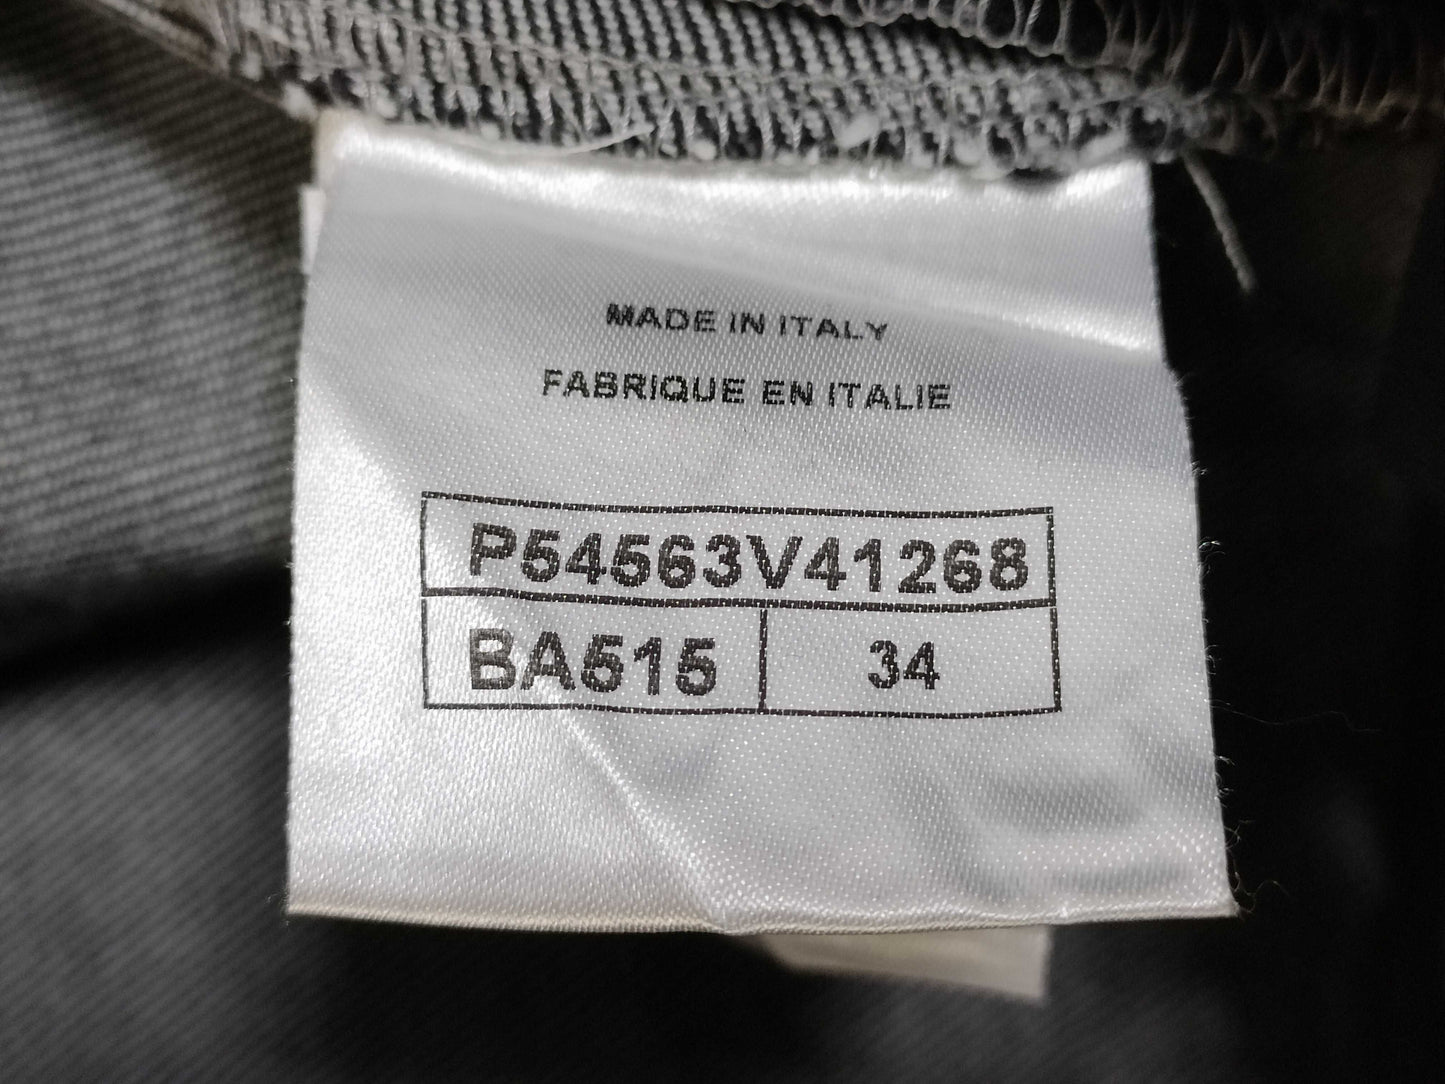 MADE IN ITALY
FABRIQUE EN ITALIE
P54563V41268
BA515 34